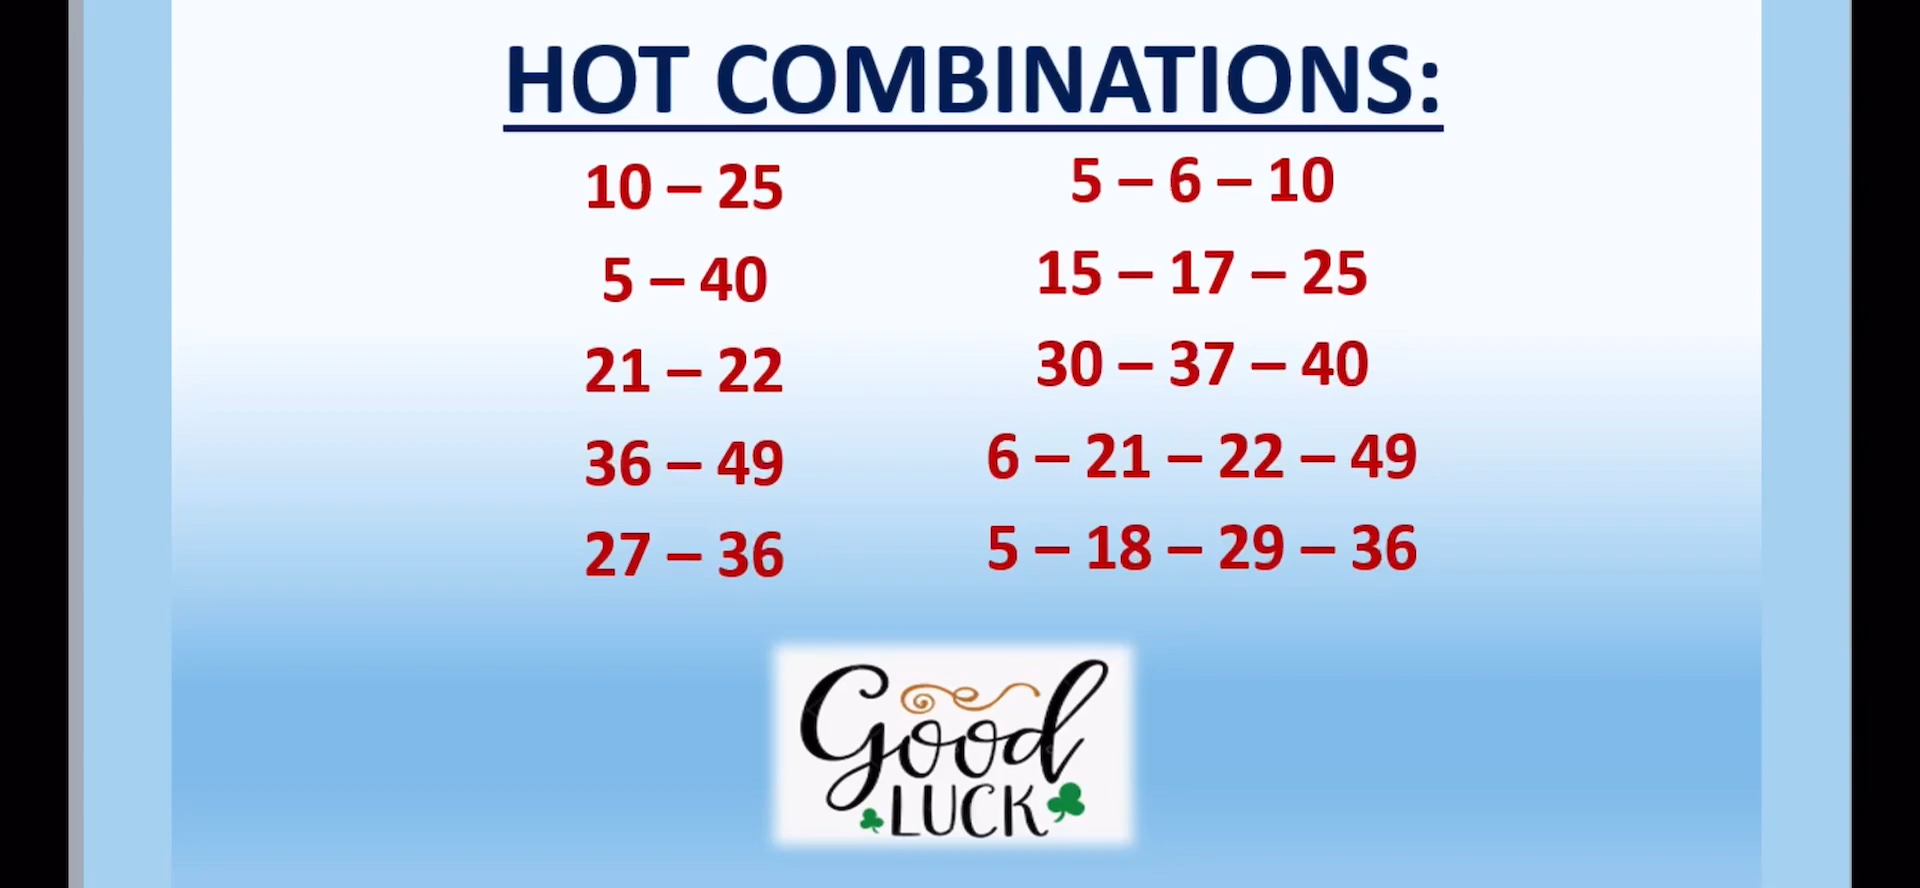 HOT COMBINATIONS:
10 – 25
5 – 40
21 – 22
36 – 49
27 – 36
5 – 6 – 10
15 – 17 – 25
30 – 37 – 40
6 – 21 – 22 – 49
5 – 18 – 29 – 36
Good
LUCK